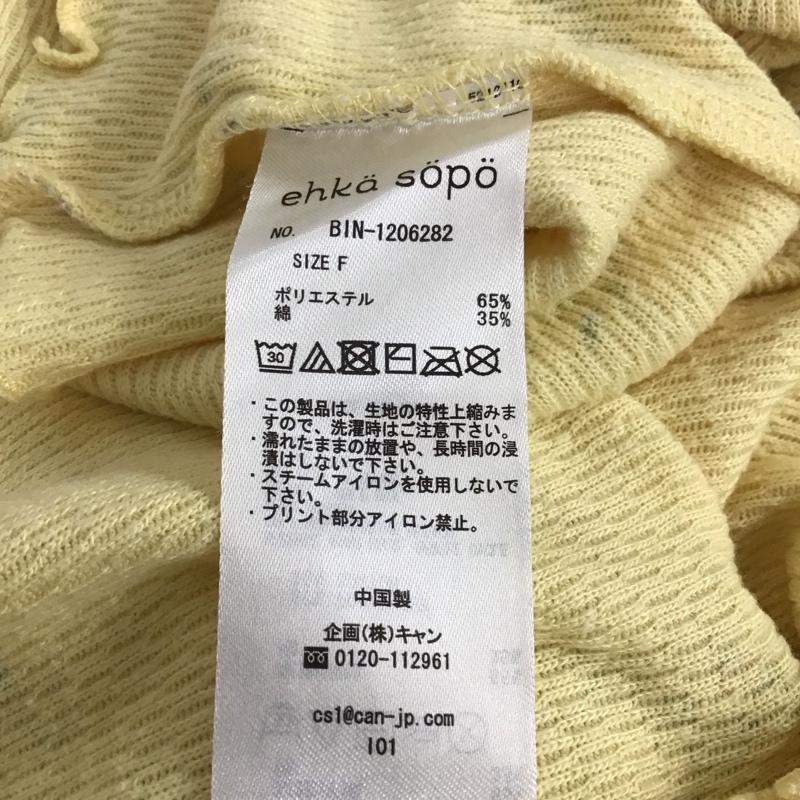 ehkä söpö
NO. BIN-1206282
SIZE F
ポリエステル 65%
綿 35%
30
・この製品は、生地の特性上縮みま
すので、洗濯時はご注意下さい。
・濡れたままの放置や、長時間の浸
漬はしないで下さい。
・スチームアイロンを使用しないで
下さい。
・プリント部分アイロン禁止。
中国製
企画(株)キャン
0120-112961
cs1@can-jp.com
I01